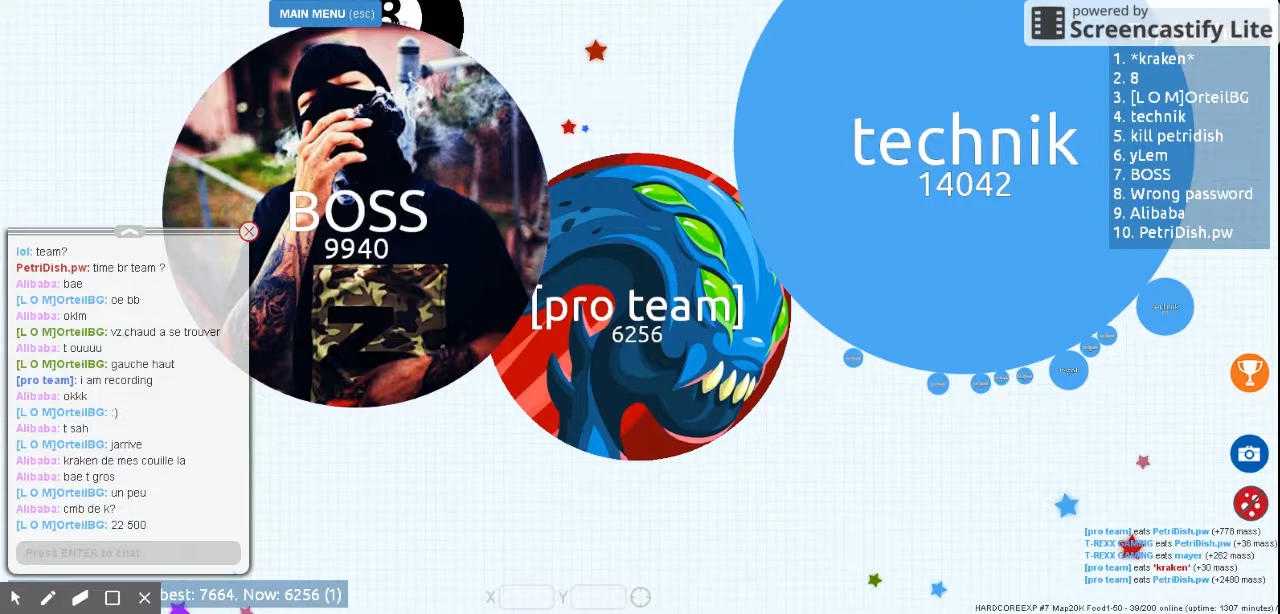 MAIN MENU (esc)
8
powered by
Screencastify Lite
1. *kraken*
2. 8
3. [L O M]OrteilBG
4. technik
5. kill petridish
6. yLem
7. BOSS
8. Wrong password
9. Alibaba
10. PetriDish.pw
technik
14042
BOSS
9940
[pro team]
6256
technik
lol: team?
PetriDish.pw: time br team ?
Alibaba: bae
[L O M]OrteilBG: oe bb
Alibaba: oklm
[L O M]OrteilBG: vz chaud a se trouver
Alibaba: t ouuuu
[L O M]OrteilBG: gauche haut
[pro team]: i am recording
Alibaba: okkk
[L O M]OrteilBG: :)
Alibaba: t sah
[L O M]OrteilBG: jarrive
Alibaba: kraken de mes couille la
Alibaba: bae t gros
[L O M]OrteilBG: un peu
Alibaba: cmb de k?
[L O M]OrteilBG: 22 500
Press ENTER to chat
best: 7664. Now: 6256 (1)
X
Y
[pro team] eats PetriDish.pw (+778 mass)
T-REXX GAMING eats PetriDish.pw (+36 mass)
T-REXX GAMING eats mayer (+262 mass)
[pro team] eats *kraken* (+30 mass)
[pro team] eats PetriDish.pw (+2480 mass)
HARDCOREEXP #7 Map20K Food1-50 - 39/200 online (uptime: 1307 minutes)